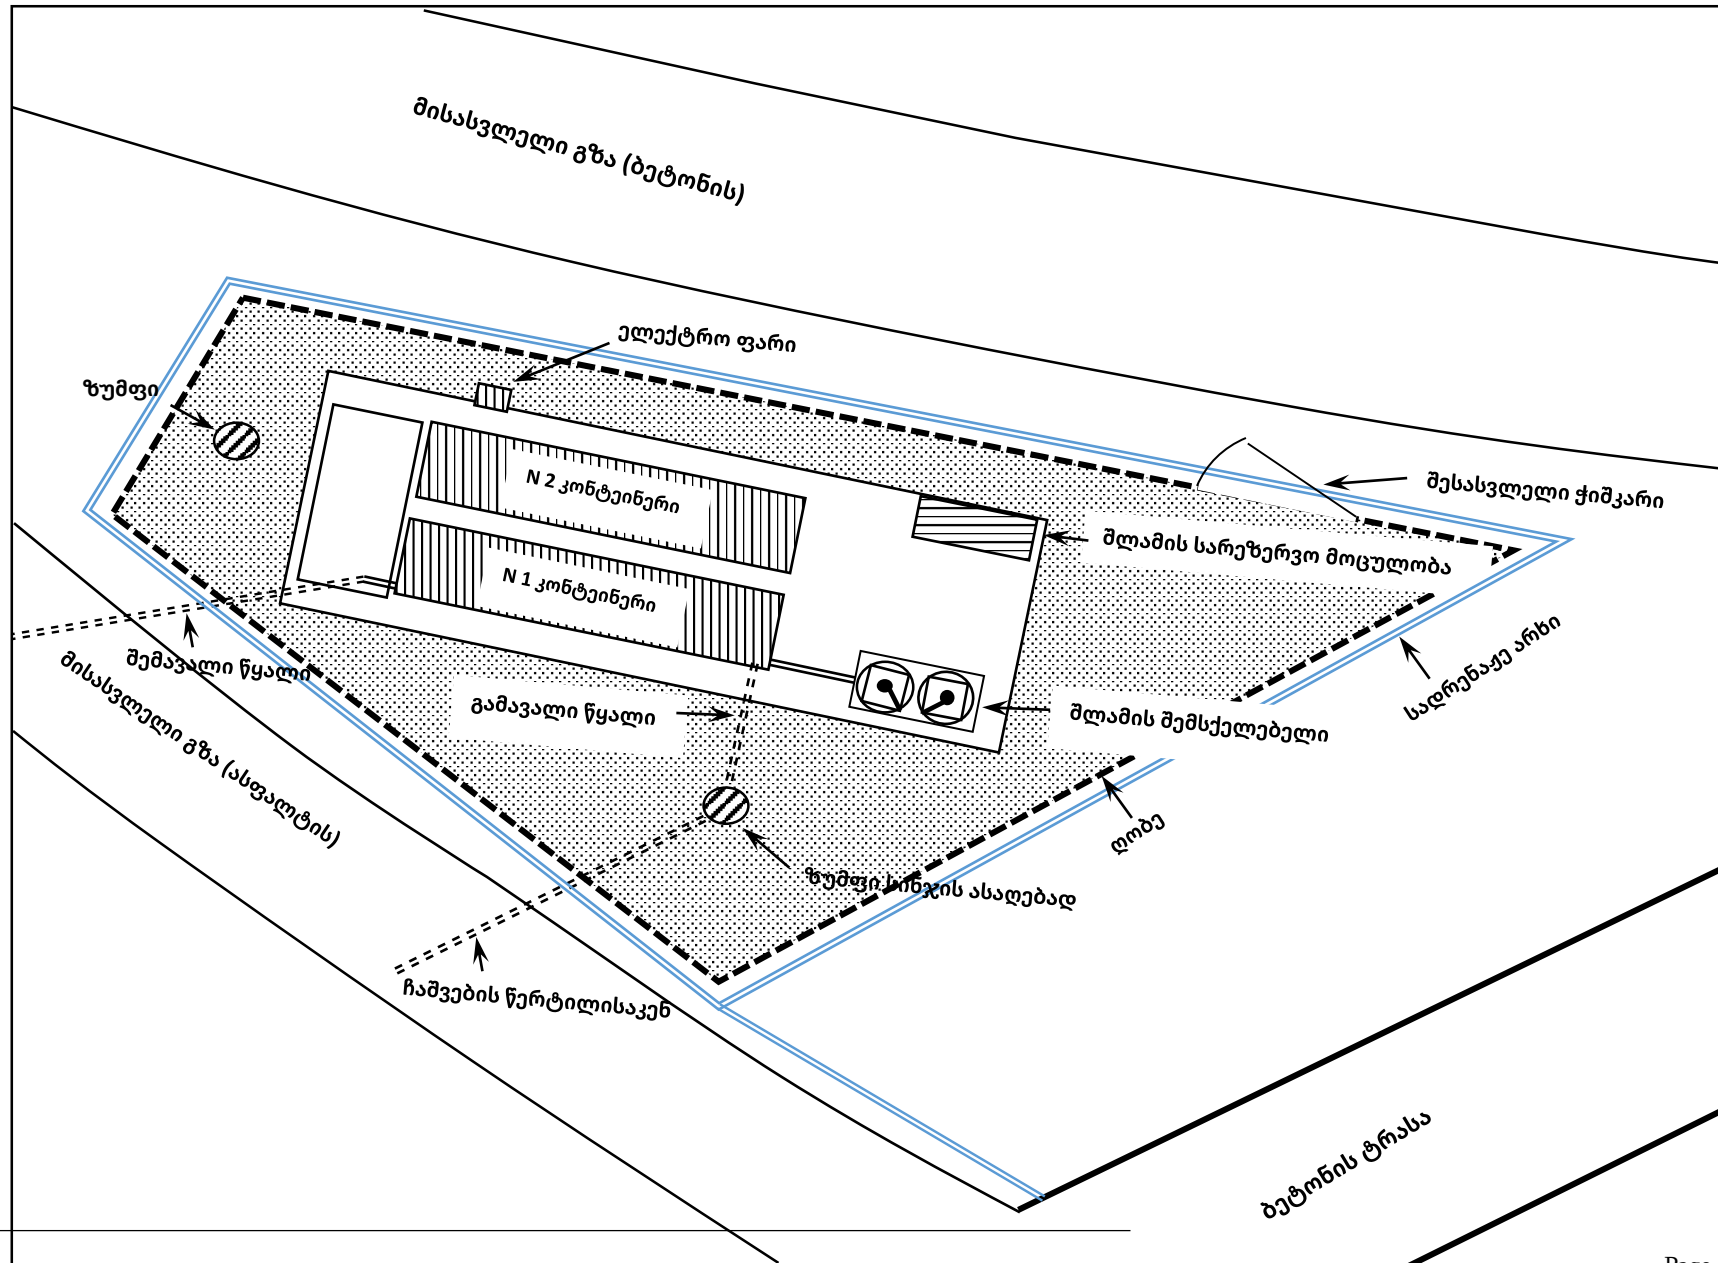 მისასვლელი გზა (ბეტონის)
ელექტრო ფარი
ზუმფი
შესასვლელი ჭიშკარი
N 2 კონტეინერი
შლამის სარეზერვო მოცულობა
N 1 კონტეინერი
სადრენაჟე არხი
შემავალი წყალი
მისასვლელი გზა (ასფალტის)
გამავალი წყალი
შლამის შემსქელებელი
ღობე
ზუმფი სინჯის ასაღებად
ჩაშვების წერტილისაკენ
ბეტონის ტრასა